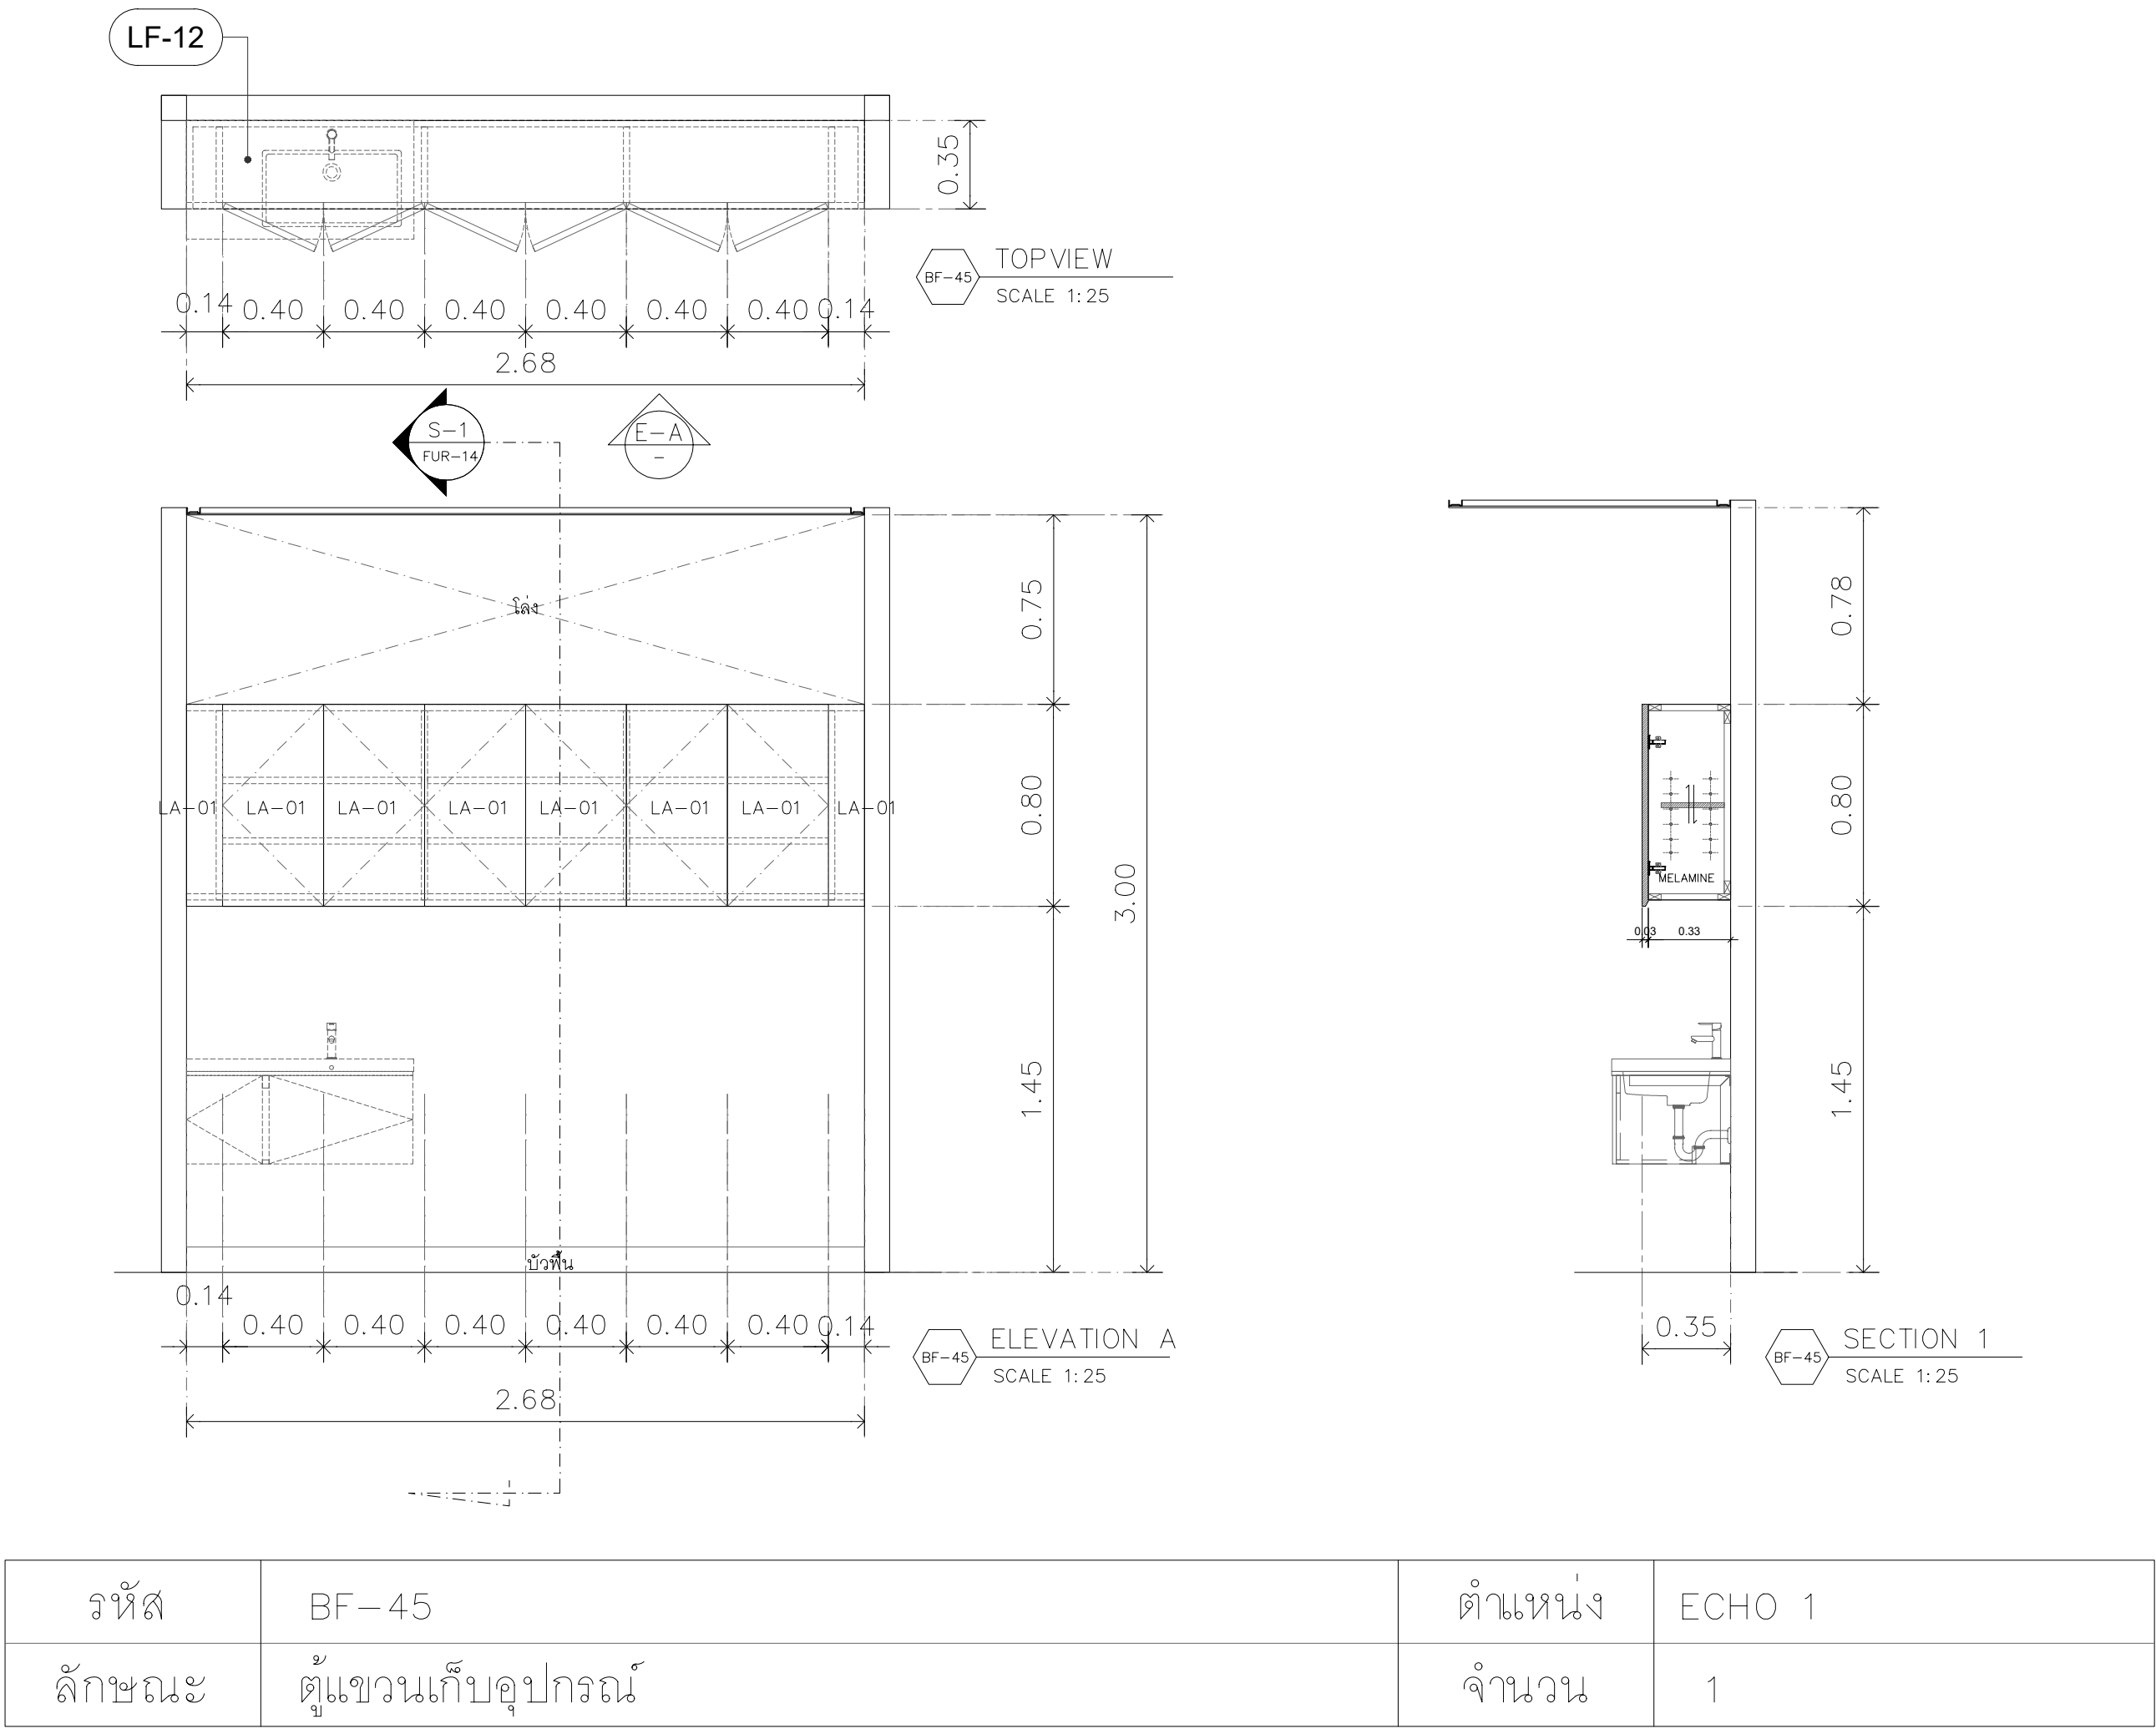 LF-12
0.35
BF-45
TOPVIEW
SCALE 1:25
0.14 0.40 0.40 0.40 0.40 0.40 0.40 0.14
2.68
S-1
FUR-14
E-A
-
โล่ง
0.75
0.78
LA-01 LA-01 LA-01 LA-01 LA-01 LA-01 LA-01 LA-01
0.80
3.00
0.80
MELAMINE
0.03 0.33
1.45
1.45
บัวพื้น
0.14 0.40 0.40 0.40 0.40 0.40 0.40 0.14
2.68
BF-45
ELEVATION A
SCALE 1:25
0.35
BF-45
SECTION 1
SCALE 1:25
รหัส BF-45 ตำแหน่ง ECHO 1
ลักษณะ ตู้แขวนเก็บอุปกรณ์ จำนวน 1